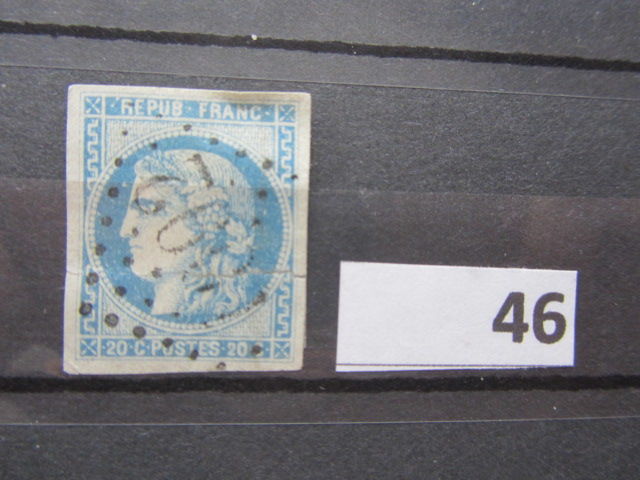 REPUB · FRANC ·
20 · C · POSTES · 20
46